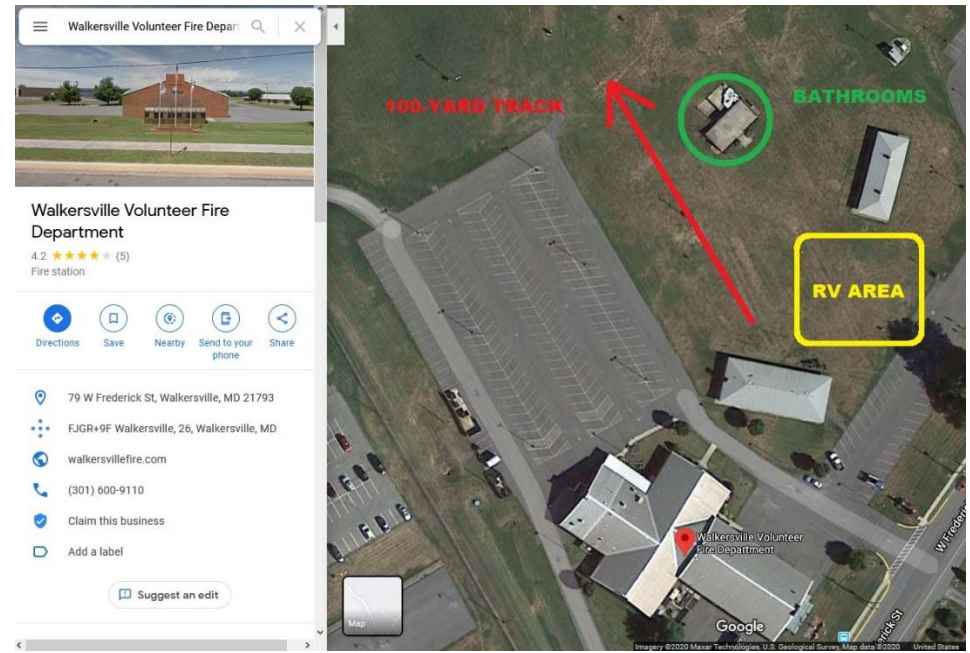 Walkersville Volunteer Fire Depart
Walkersville Volunteer Fire
Department
4.2 ★★★★★ (5)
Fire station
Directions
Save
Nearby
Send to your
phone
Share
79 W Frederick St, Walkersville, MD 21793
FJGR+9F Walkersville, 26, Walkersville, MD
walkersvillefire.com
(301) 600-9110
Claim this business
Add a label
Suggest an edit
100-YARD TRACK
BATHROOMS
RV AREA
Walkersville Volunteer
Fire Department
W Frederick
erick St
Map
Google
Imagery ©2020 Maxar Technologies, U.S. Geological Survey, Map data ©2020 United States